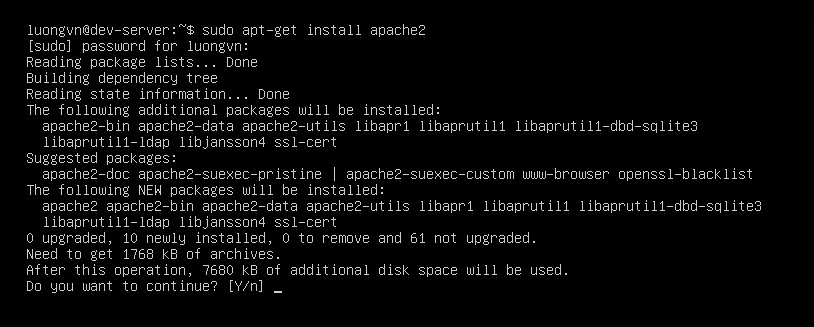 luongvn@dev-server:~$ sudo apt-get install apache2
[sudo] password for luongvn:
Reading package lists... Done
Building dependency tree
Reading state information... Done
The following additional packages will be installed:
  apache2-bin apache2-data apache2-utils libapr1 libaprutil1 libaprutil1-dbd-sqlite3
  libaprutil1-ldap libjansson4 ssl-cert
Suggested packages:
  apache2-doc apache2-suexec-pristine | apache2-suexec-custom www-browser openssl-blacklist
The following NEW packages will be installed:
  apache2 apache2-bin apache2-data apache2-utils libapr1 libaprutil1 libaprutil1-dbd-sqlite3
  libaprutil1-ldap libjansson4 ssl-cert
0 upgraded, 10 newly installed, 0 to remove and 61 not upgraded.
Need to get 1768 kB of archives.
After this operation, 7680 kB of additional disk space will be used.
Do you want to continue? [Y/n] _